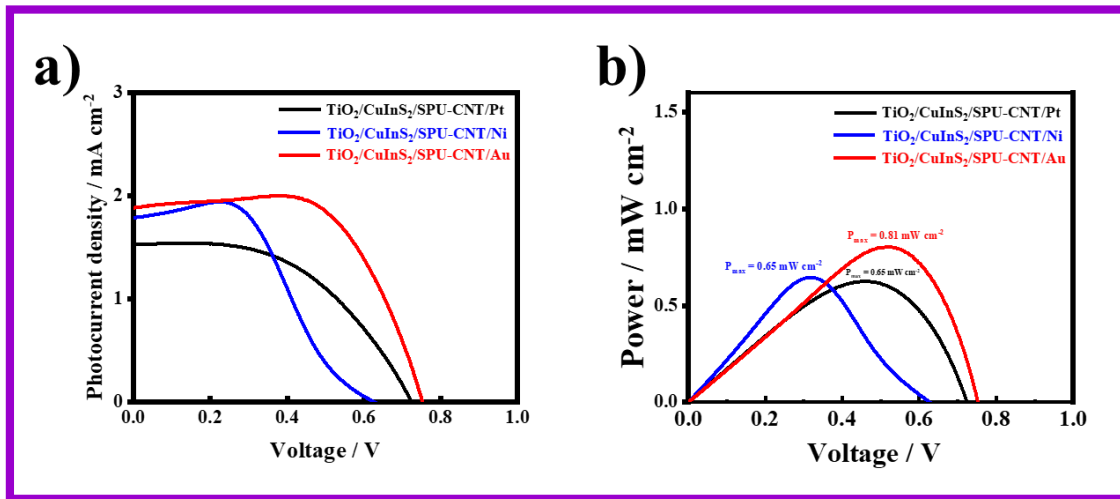 a)
3
2
1
0
0.0
0.2
0.4
0.6
0.8
1.0
Photocurrent density / mA cm⁻²
Voltage / V
TiO₂/CuInS₂/SPU-CNT/Pt
TiO₂/CuInS₂/SPU-CNT/Ni
TiO₂/CuInS₂/SPU-CNT/Au
b)
1.5
1.0
0.5
0.0
0.0
0.2
0.4
0.6
0.8
1.0
Power / mW cm⁻²
Voltage / V
TiO₂/CuInS₂/SPU-CNT/Pt
TiO₂/CuInS₂/SPU-CNT/Ni
TiO₂/CuInS₂/SPU-CNT/Au
Pₘₐₓ = 0.81 mW cm⁻²
Pₘₐₓ = 0.65 mW cm⁻²
Pₘₐₓ = 0.65 mW cm⁻²